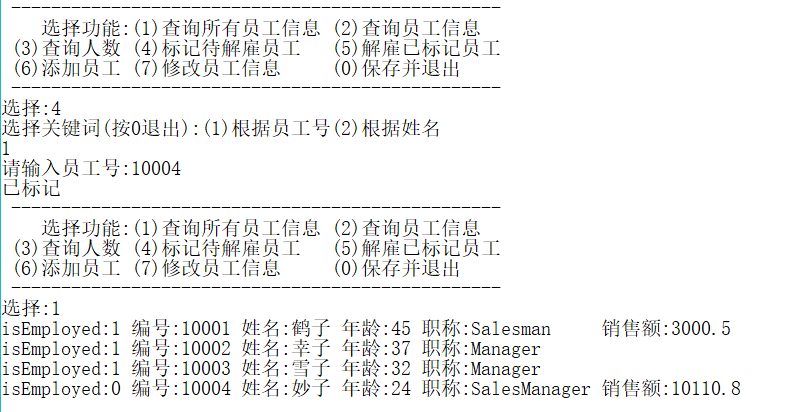 --------------------------------------------------
选择功能:(1)查询所有员工信息 (2)查询员工信息
(3)查询人数 (4)标记待解雇员工 (5)解雇已标记员工
(6)添加员工 (7)修改员工信息 (0)保存并退出
--------------------------------------------------
选择:4
选择关键词(按0退出):(1)根据员工号(2)根据姓名
1
请输入员工号:10004
已标记
--------------------------------------------------
选择功能:(1)查询所有员工信息 (2)查询员工信息
(3)查询人数 (4)标记待解雇员工 (5)解雇已标记员工
(6)添加员工 (7)修改员工信息 (0)保存并退出
--------------------------------------------------
选择:1
isEmployed:1 编号:10001 姓名:鹤子 年龄:45 职称:Salesman 销售额:3000.5
isEmployed:1 编号:10002 姓名:幸子 年龄:37 职称:Manager
isEmployed:1 编号:10003 姓名:雪子 年龄:32 职称:Manager
isEmployed:0 编号:10004 姓名:妙子 年龄:24 职称:SalesManager 销售额:10110.8